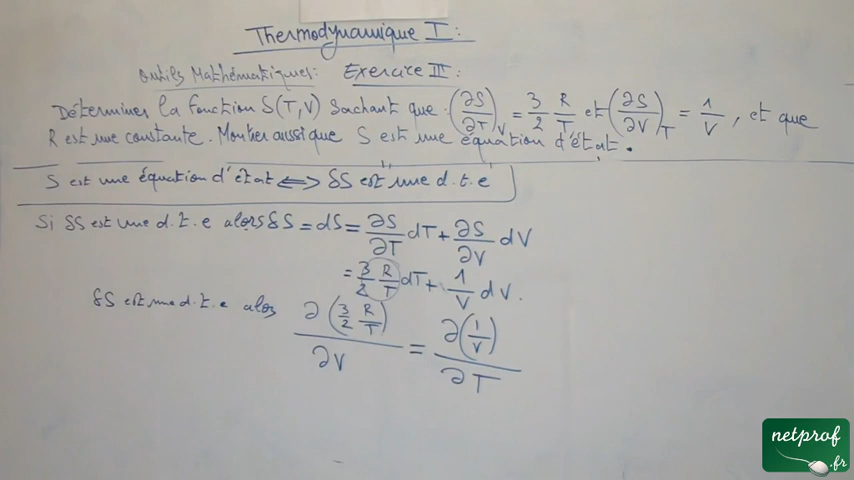 Thermodynamique I:
Outils Mathématiques: Exercice III:
Déterminer la fonction S(T,V) sachant que: (∂S/∂T)_V = 3/2 R/T et (∂S/∂V)_T = 1/V, et que
R est une constante. Montrer aussi que S est une équation d'état.
S est une équation d'état ⟺ δS est une d.t.e
Si δS est une d.t.e alors δS = dS = ∂S/∂T dT + ∂S/∂V dV
= 3/2 R/T dT + 1/V dV.
δS est une d.t.e alors ∂(3/2 R/T)/∂V = ∂(1/V)/∂T
netprof
.fr